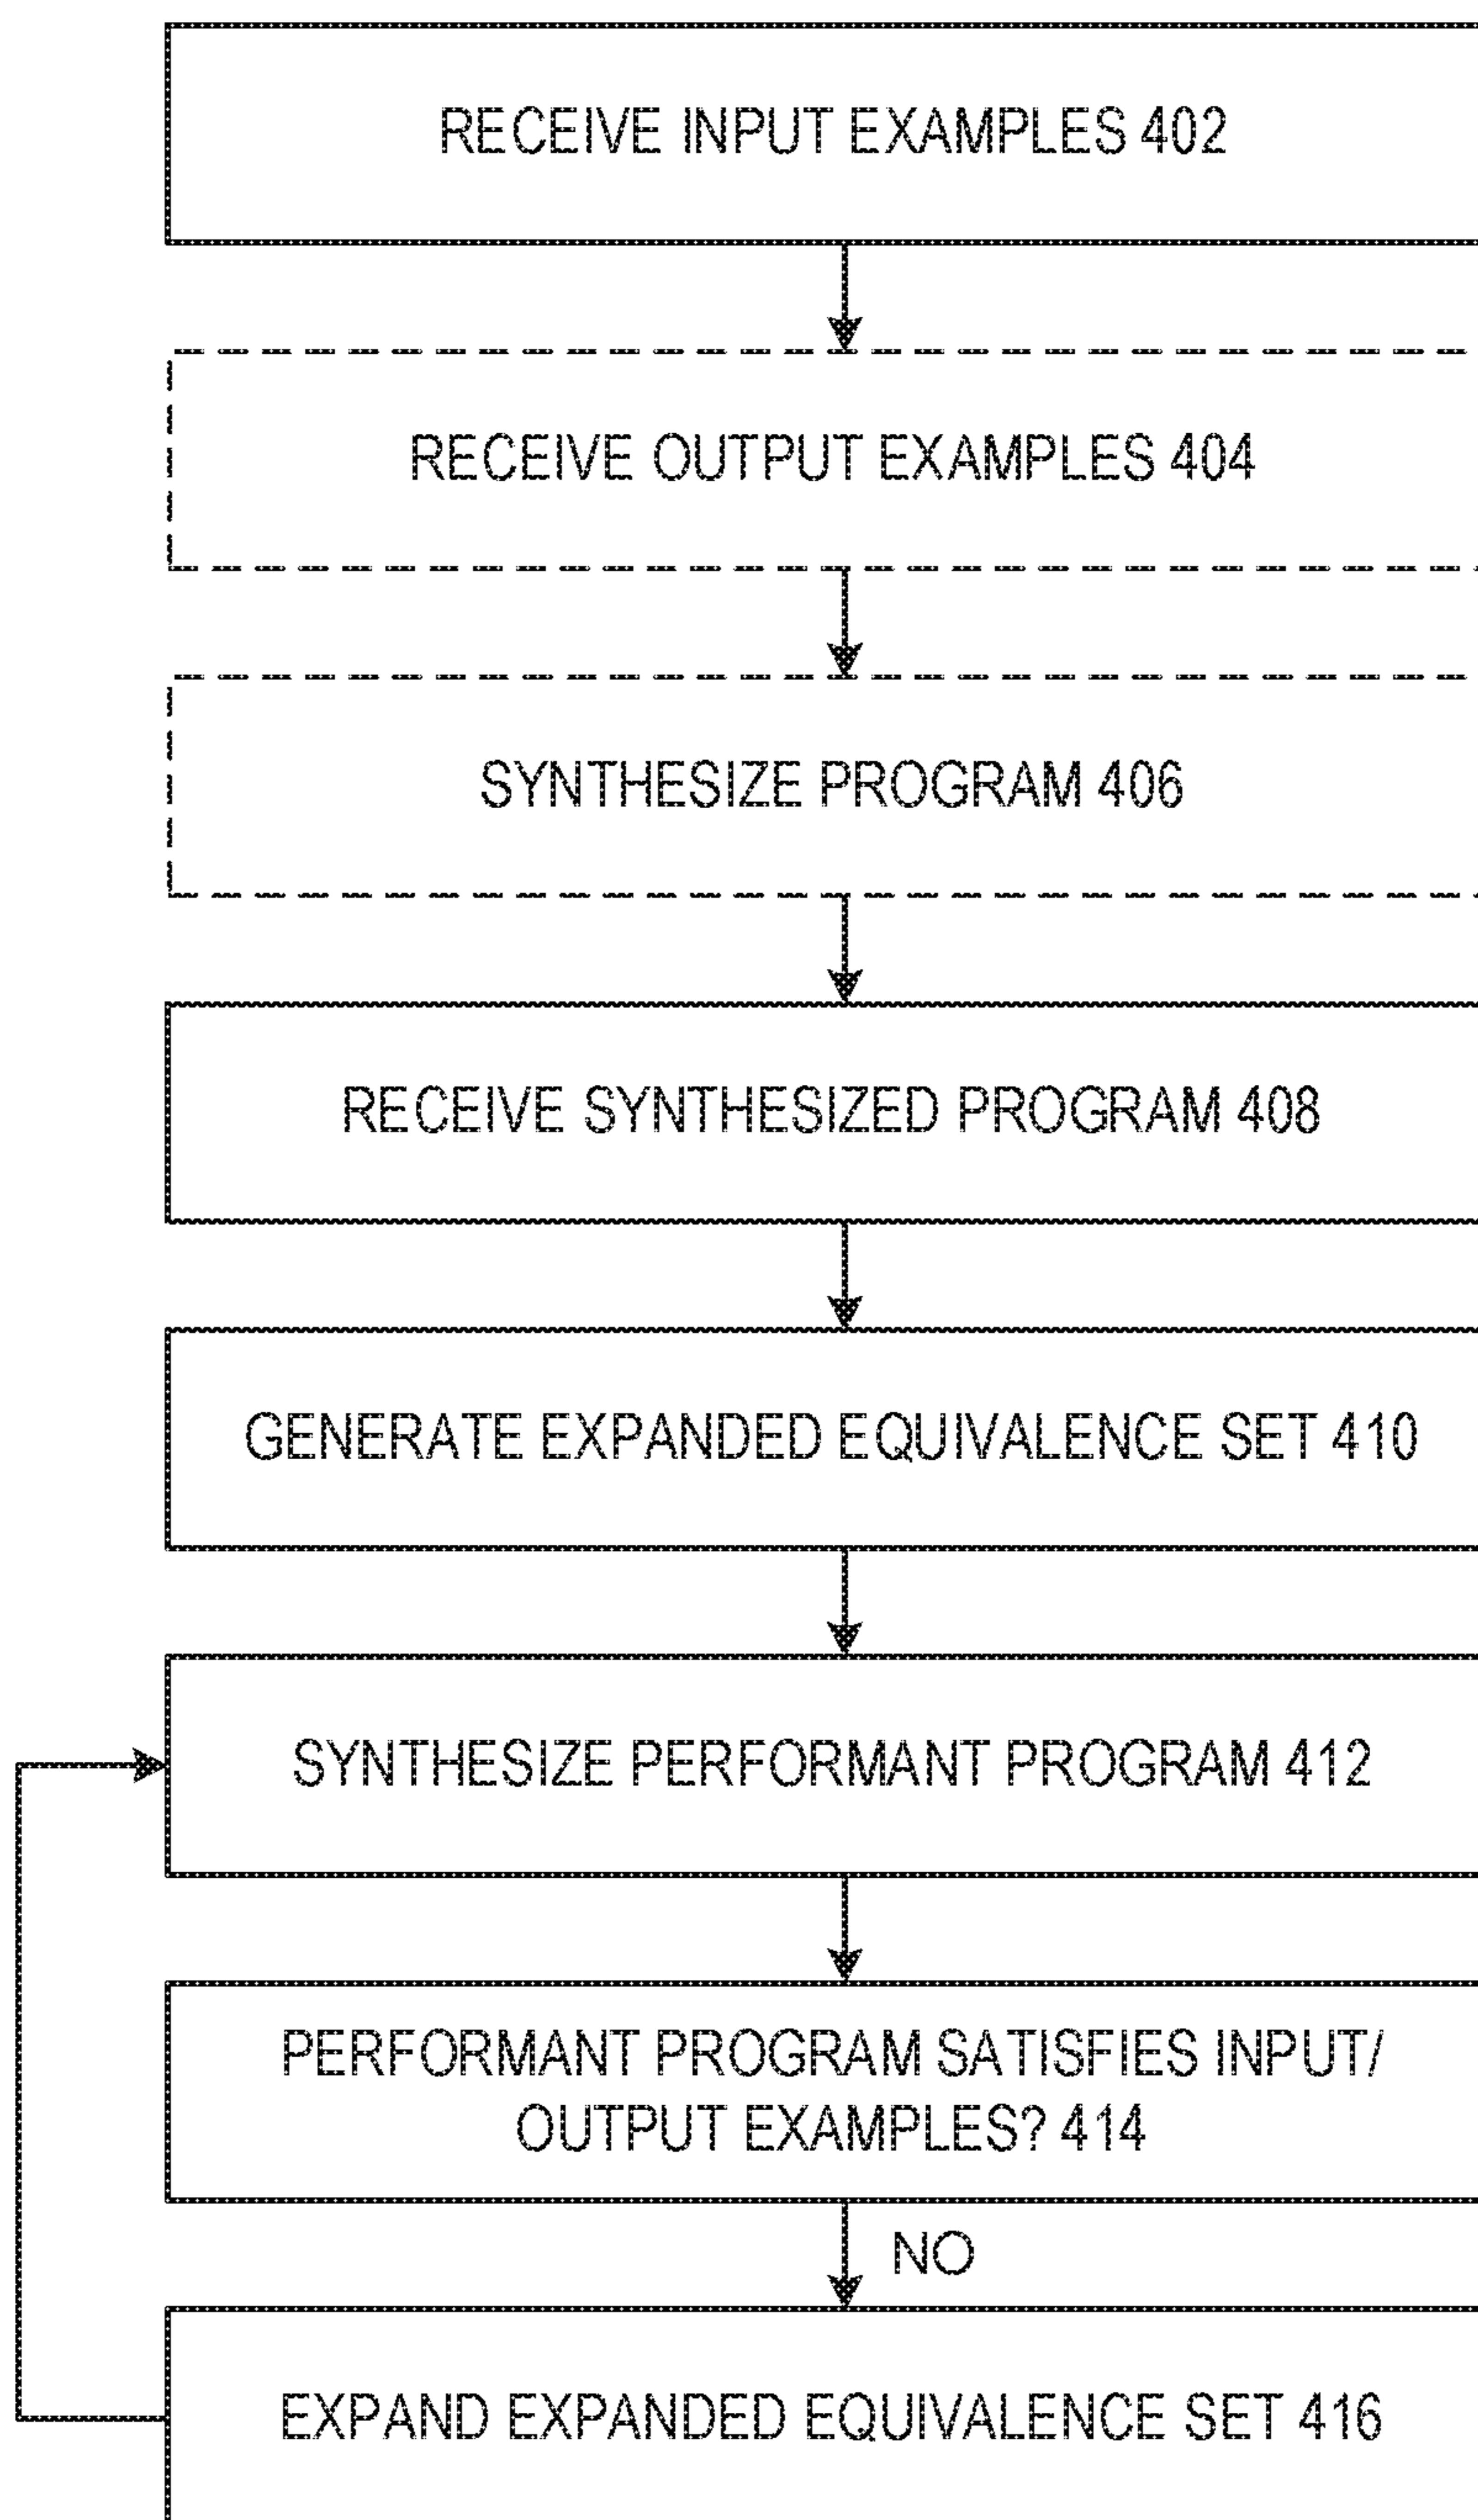 RECEIVE INPUT EXAMPLES 402
RECEIVE OUTPUT EXAMPLES 404
SYNTHESIZE PROGRAM 406
RECEIVE SYNTHESIZED PROGRAM 408
GENERATE EXPANDED EQUIVALENCE SET 410
SYNTHESIZE PERFORMANT PROGRAM 412
PERFORMANT PROGRAM SATISFIES INPUT/
OUTPUT EXAMPLES? 414
NO
EXPAND EXPANDED EQUIVALENCE SET 416